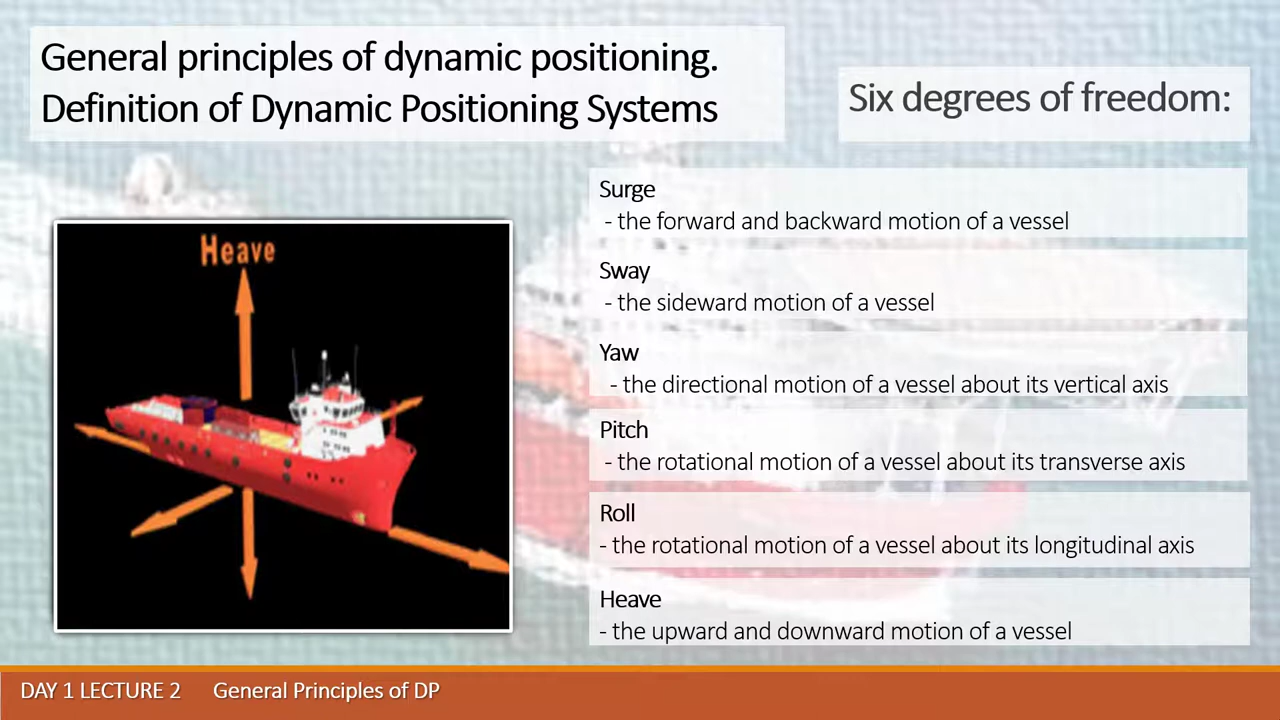 General principles of dynamic positioning.
Definition of Dynamic Positioning Systems
Six degrees of freedom:
Heave
Surge
- the forward and backward motion of a vessel
Sway
- the sideward motion of a vessel
Yaw
- the directional motion of a vessel about its vertical axis
Pitch
- the rotational motion of a vessel about its transverse axis
Roll
- the rotational motion of a vessel about its longitudinal axis
Heave
- the upward and downward motion of a vessel
DAY 1 LECTURE 2 General Principles of DP